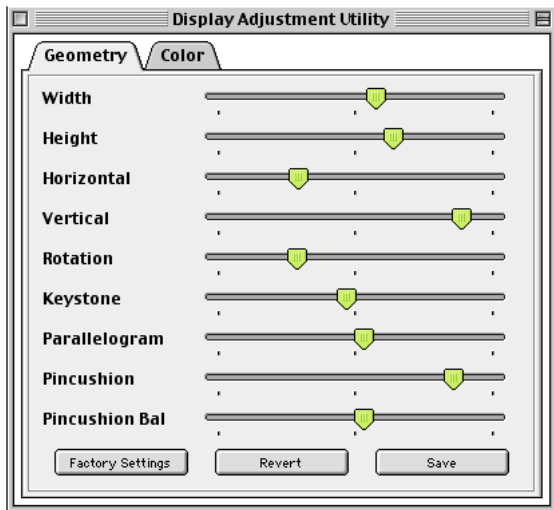 Display Adjustment Utility
Geometry Color
Width
Height
Horizontal
Vertical
Rotation
Keystone
Parallelogram
Pincushion
Pincushion Bal
Factory Settings Revert Save